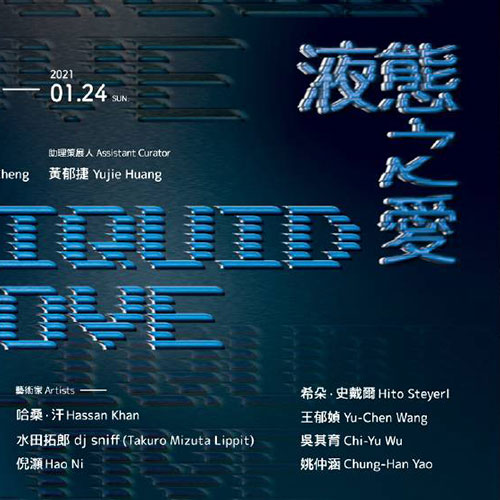 2021
01.24 SUN.
液態之愛
助理策展人 Assistant Curator
heng 黃郁捷 Yujie Huang
IQUID
OVE
藝術家 Artists
哈桑·汗 Hassan Khan
水田拓郎 dj sniff (Takuro Mizuta Lippit)
倪灝 Hao Ni
希朵·史戴爾 Hito Steyerl
王郁媜 Yu-Chen Wang
吳其育 Chi-Yu Wu
姚仲涵 Chung-Han Yao